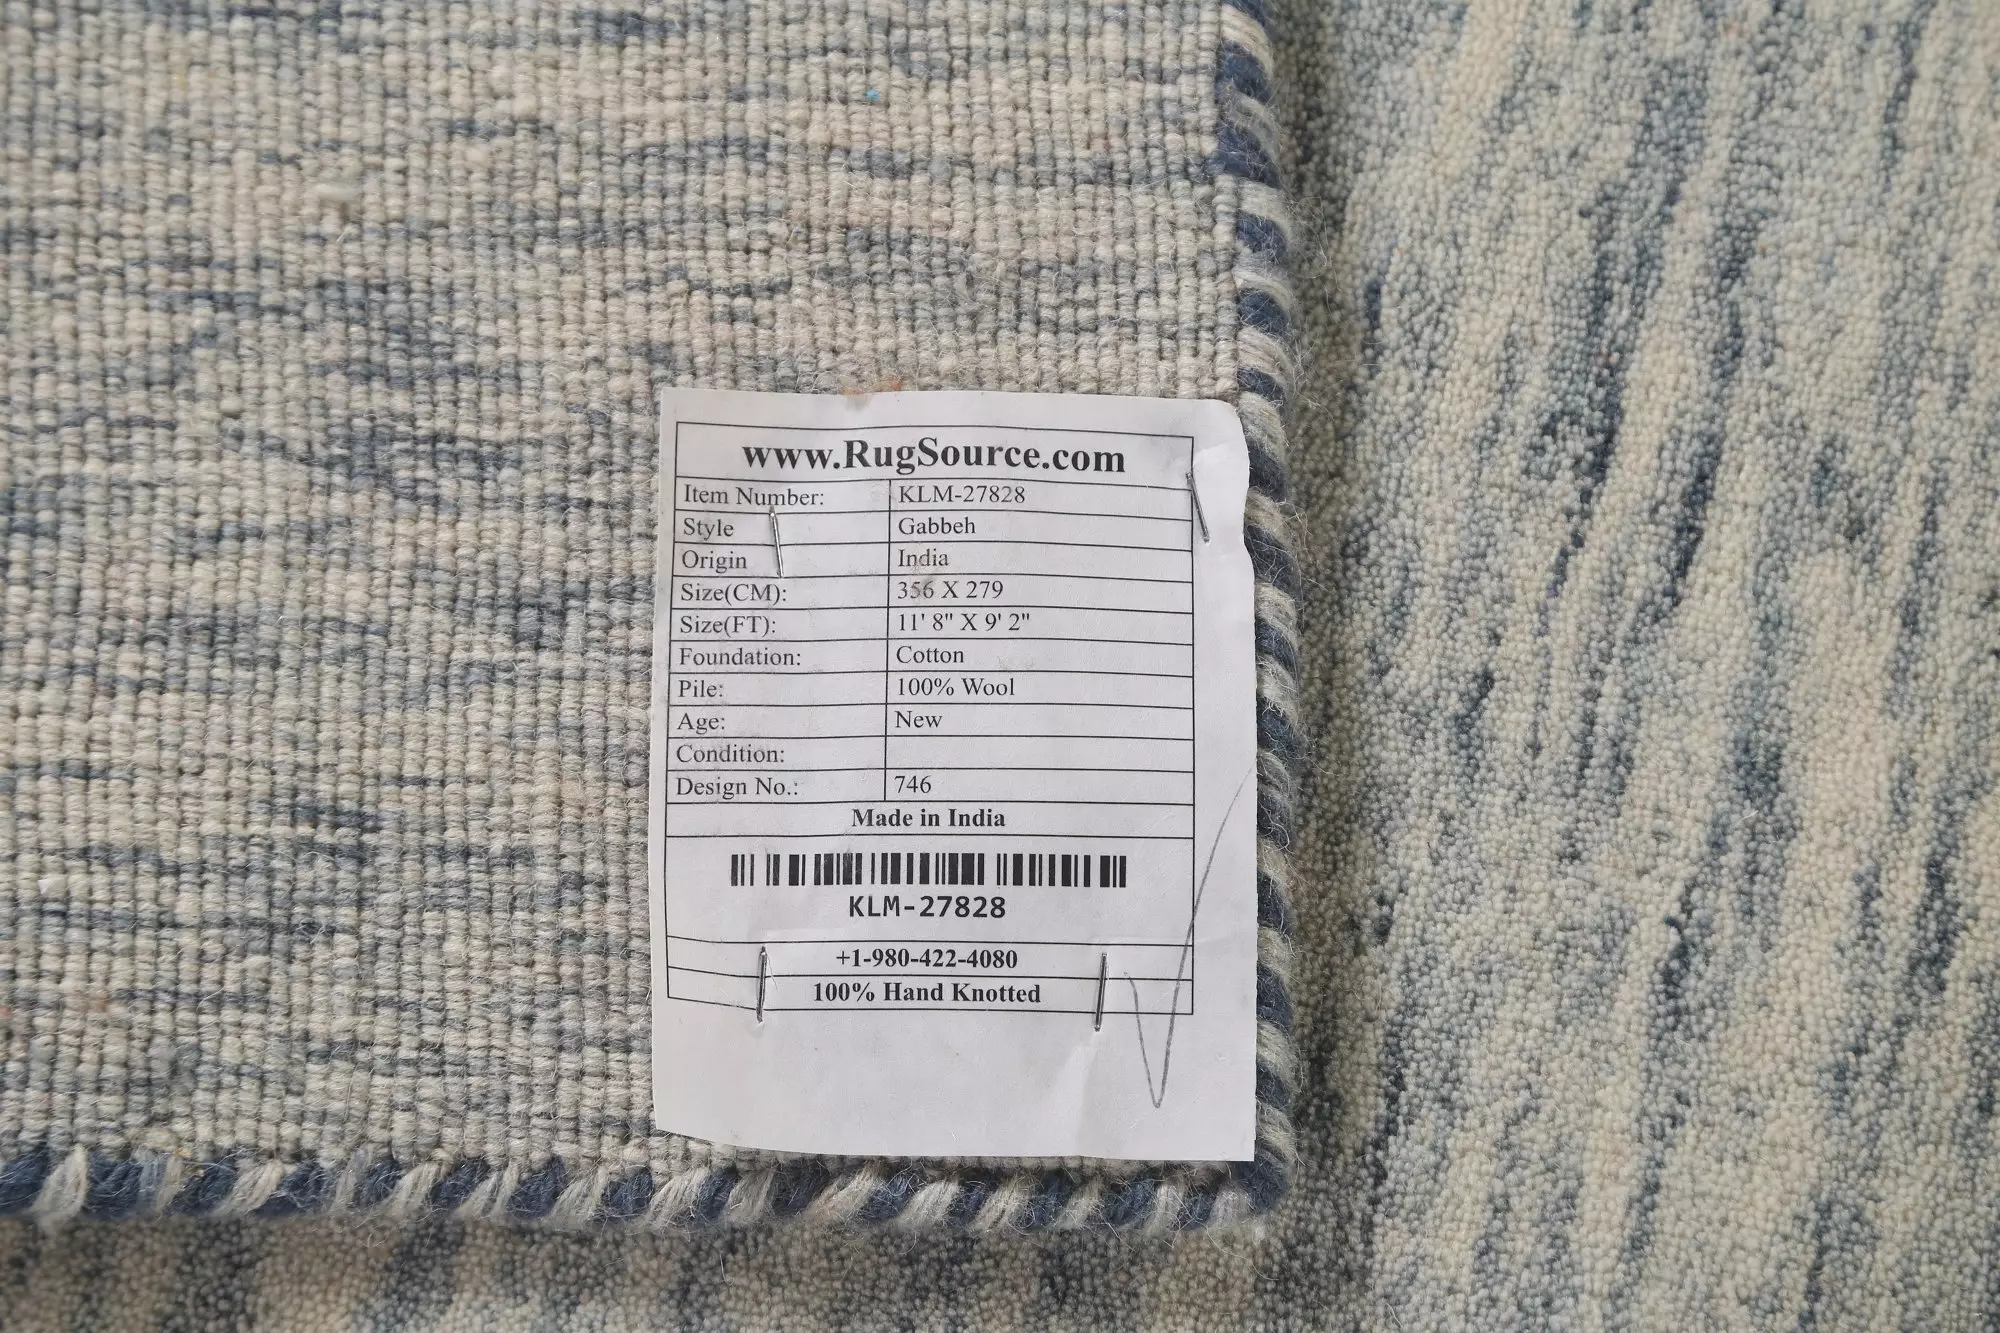 www.RugSource.com
Item Number: KLM-27828
Style Gabbeh
Origin India
Size(CM): 356 X 279
Size(FT): 11' 8" X 9' 2"
Foundation: Cotton
Pile: 100% Wool
Age: New
Condition:
Design No.: 746
Made in India
KLM-27828
+1-980-422-4080
100% Hand Knotted